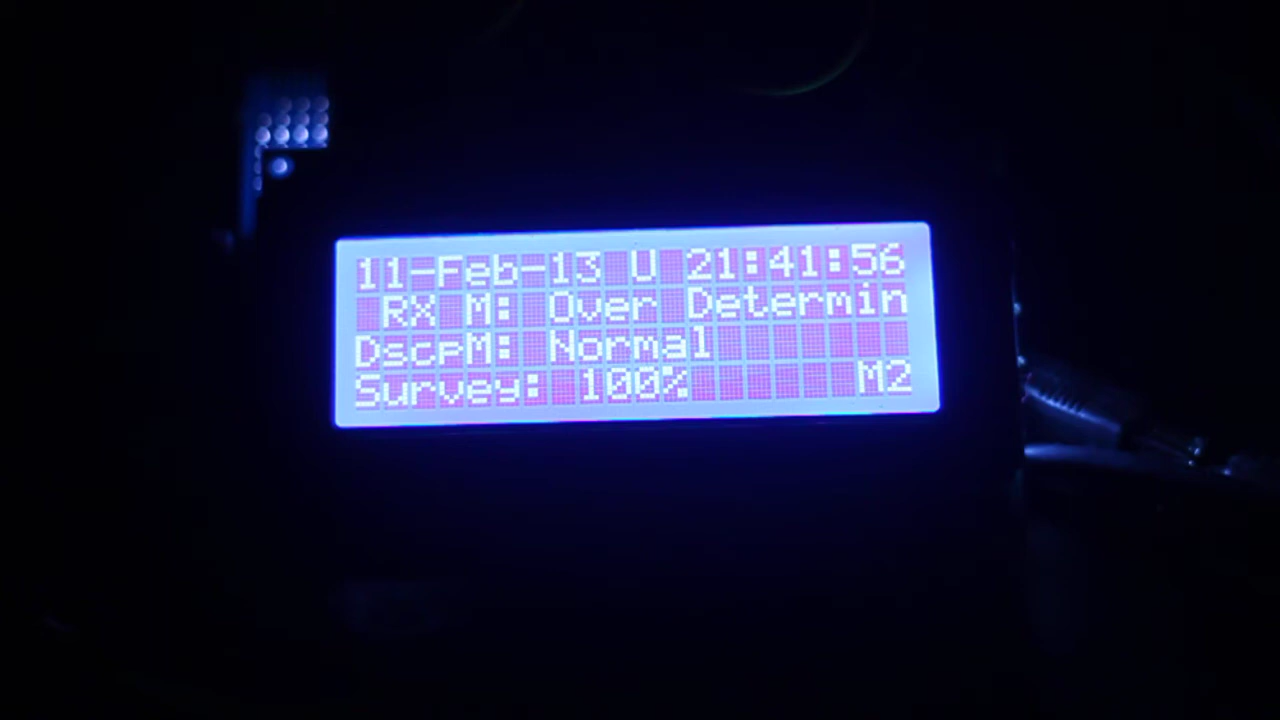 11-Feb-13 U 21:41:56
RX M: Over Determin
DscpM: Normal
Survey: 100% M2